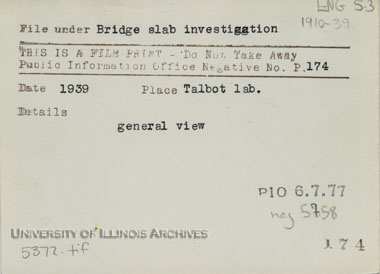 ENG S.3
1910-39
File under Bridge slab investiggtion
THIS IS A FILM PRINT - Do Not Take Away
Public Information Office Negative No. P.174
Date 1939 Place Talbot lab.
Details
general view
PIO 6.7.77
neg 5758
UNIVERSITY OF ILLINOIS ARCHIVES
5372.tif
174